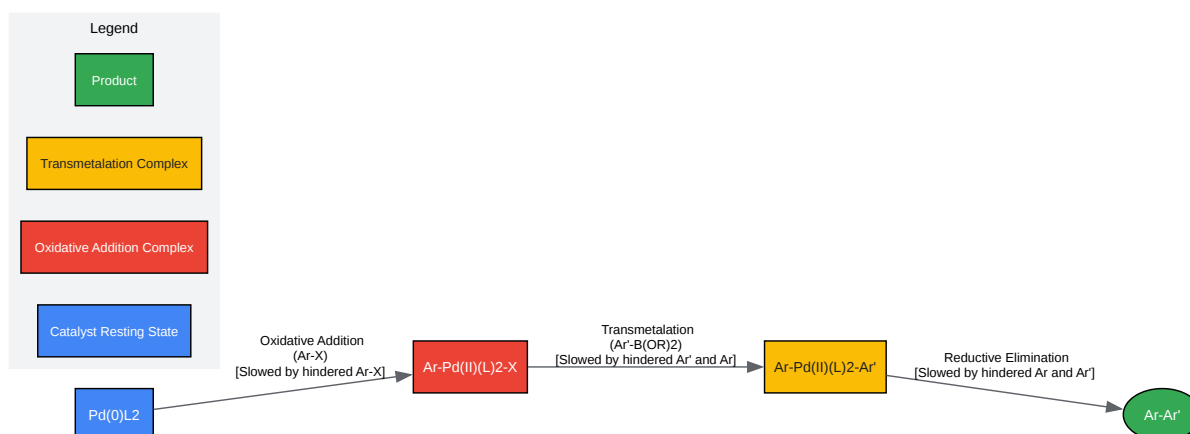 Legend
Product
Transmetalation Complex
Oxidative Addition Complex
Catalyst Resting State
Pd(0)L2
Oxidative Addition
(Ar-X)
[Slowed by hindered Ar-X]
Ar-Pd(II)(L)2-X
Transmetalation
(Ar'-B(OR)2)
[Slowed by hindered Ar' and Ar]
Ar-Pd(II)(L)2-Ar'
Reductive Elimination
[Slowed by hindered Ar and Ar']
Ar-Ar'